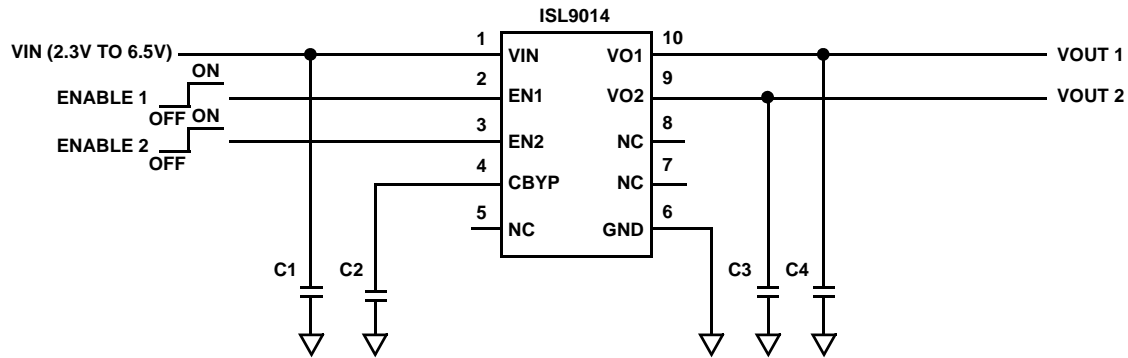 ISL9014
VIN (2.3V TO 6.5V)
1
VIN
VO1
10
VOUT 1
ON
ENABLE 1
OFF
2
EN1
VO2
9
VOUT 2
ON
ENABLE 2
OFF
3
EN2
NC
8
4
CBYP
NC
7
5
NC
GND
6
C1
C2
C3
C4